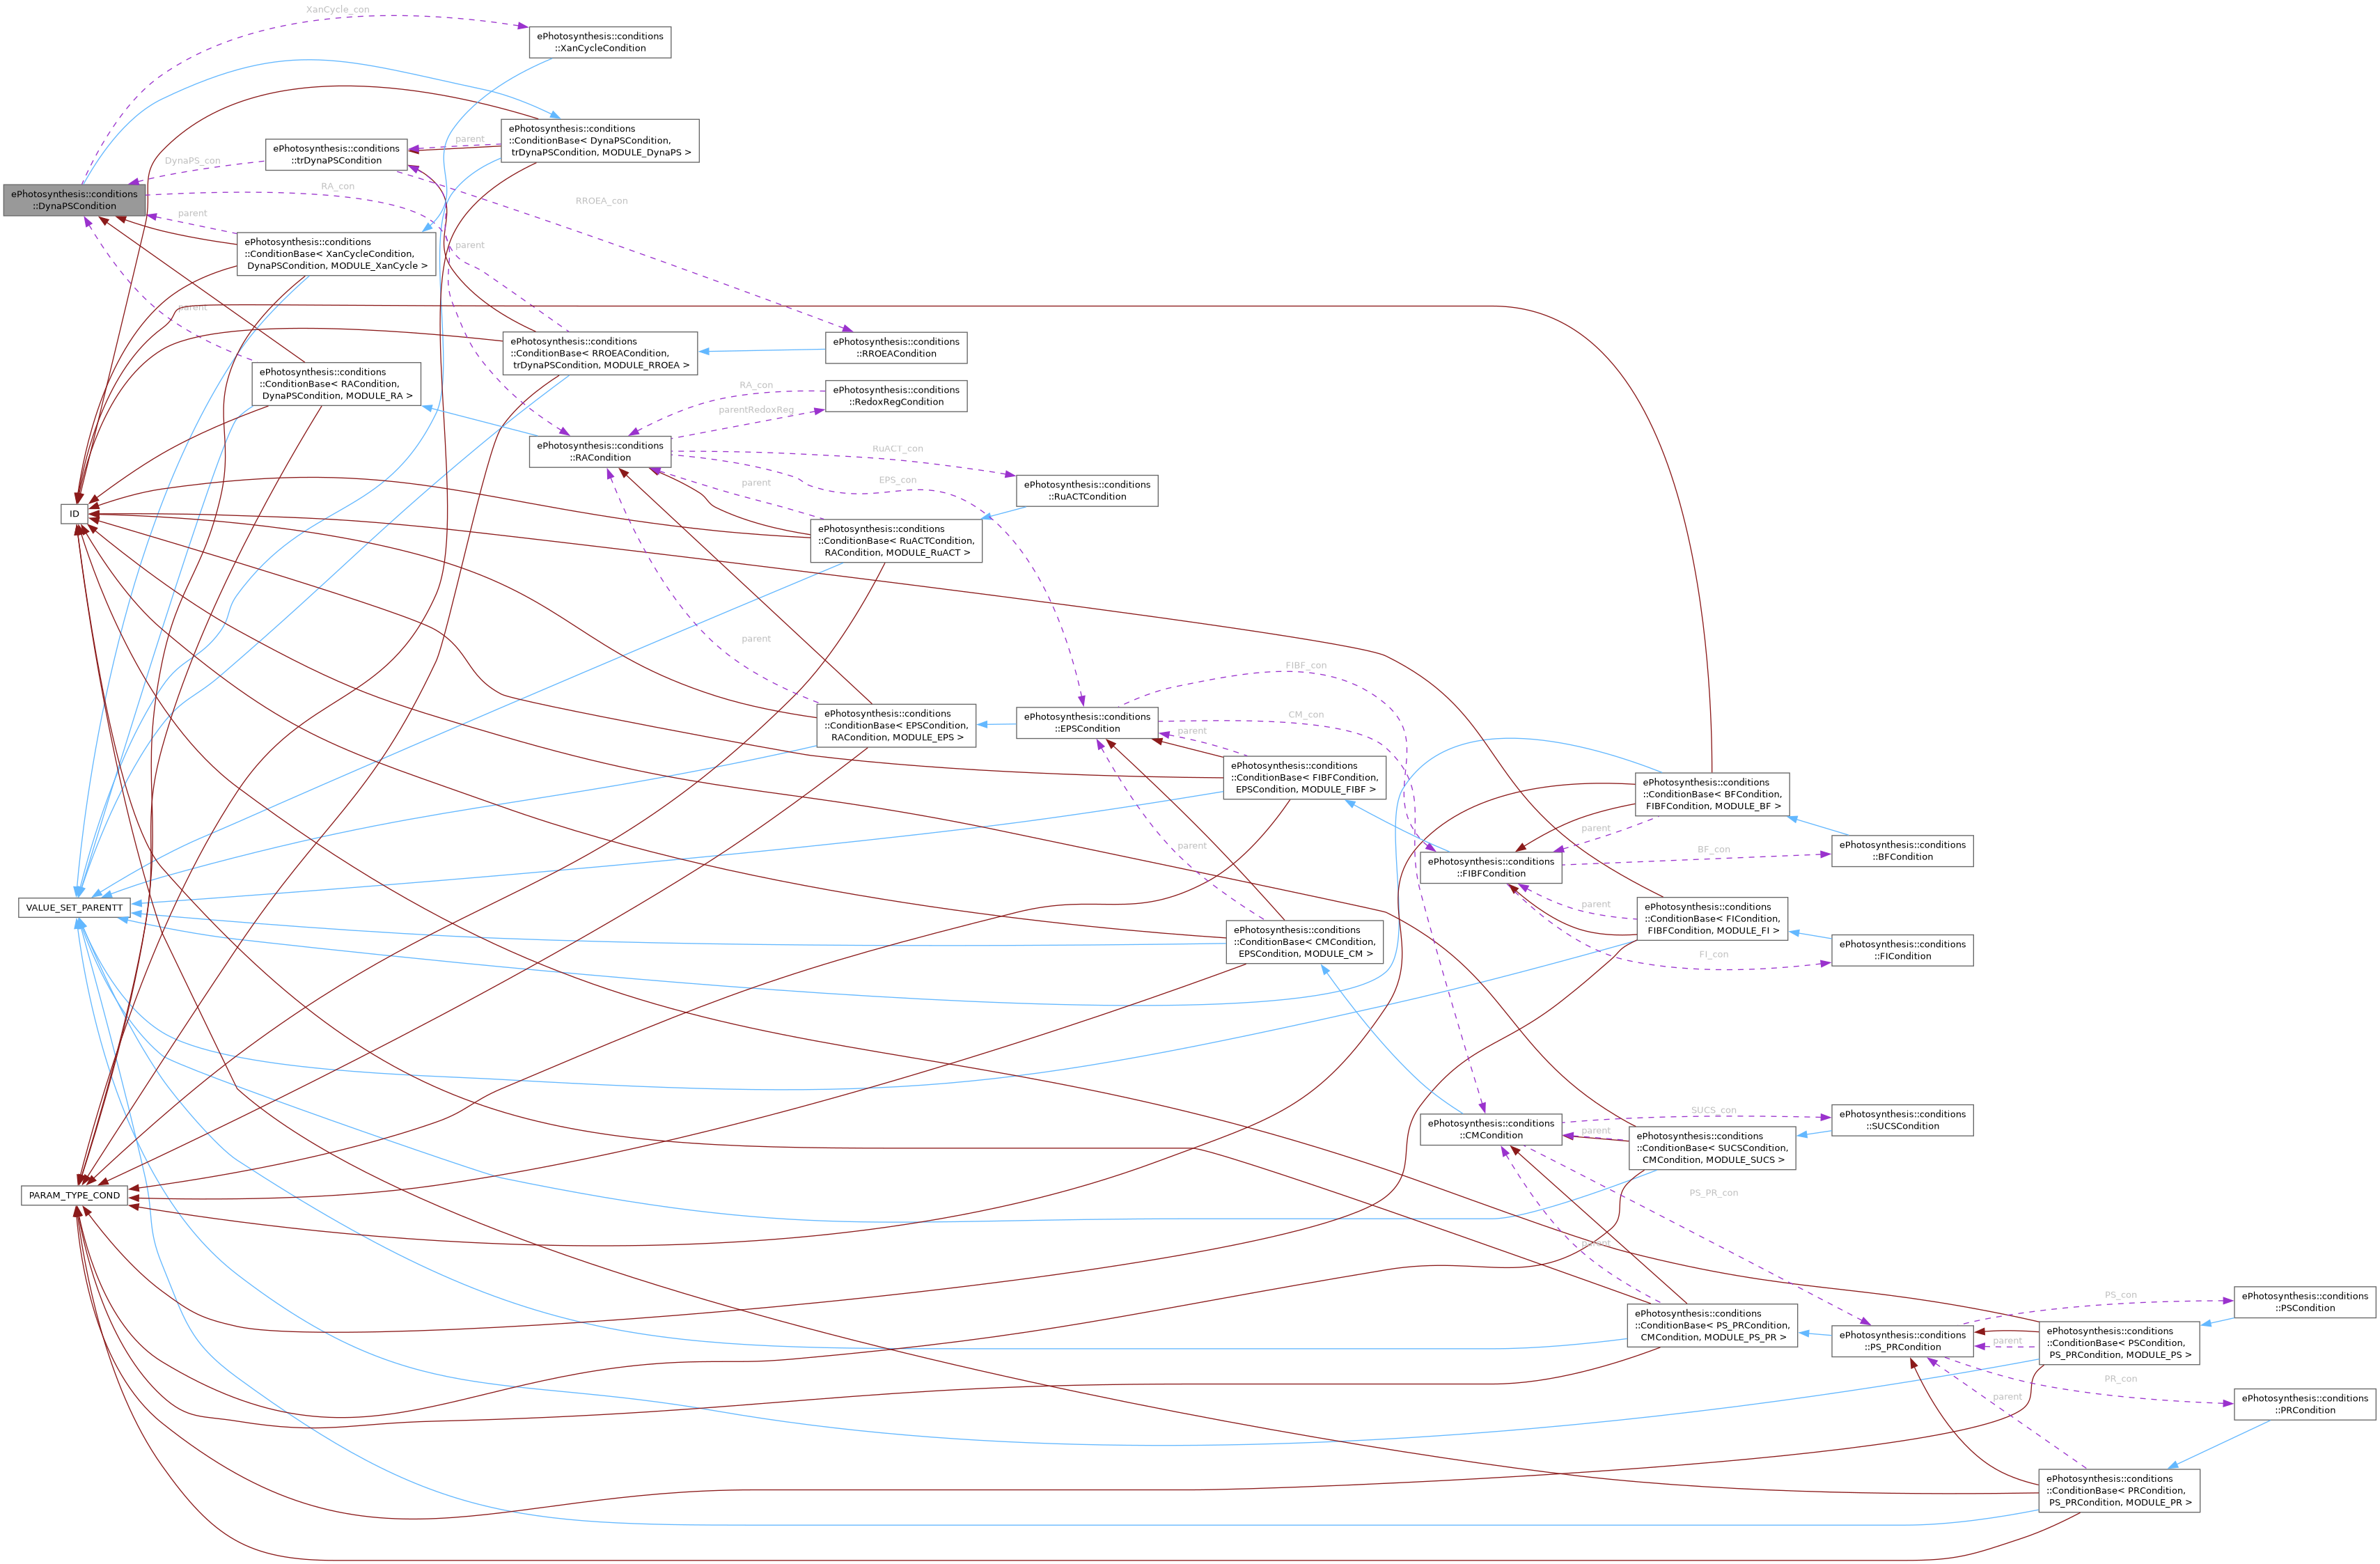 XanCycle_con
ePhotosynthesis::conditions
::XanCycleCondition
ePhotosynthesis::conditions
::ConditionBase< DynaPSCondition,
trDynaPSCondition, MODULE_DynaPS >
parent
ePhotosynthesis::conditions
::trDynaPSCondition
DynaPS_con
RA_con
ePhotosynthesis::conditions
::DynaPSCondition
RROEA_con
parent
parent
ePhotosynthesis::conditions
::ConditionBase< XanCycleCondition,
DynaPSCondition, MODULE_XanCycle >
parent
ePhotosynthesis::conditions
::ConditionBase< RROEACondition,
trDynaPSCondition, MODULE_RROEA >
ePhotosynthesis::conditions
::RROEACondition
ePhotosynthesis::conditions
::ConditionBase< RACondition,
DynaPSCondition, MODULE_RA >
RA_con
ePhotosynthesis::conditions
::RedoxRegCondition
parentRedoxReg
ePhotosynthesis::conditions
::RACondition
RuACT_con
EPS_con
parent
ePhotosynthesis::conditions
::RuACTCondition
ID
ePhotosynthesis::conditions
::ConditionBase< RuACTCondition,
RACondition, MODULE_RuACT >
parent
FIBF_con
ePhotosynthesis::conditions
::ConditionBase< EPSCondition,
RACondition, MODULE_EPS >
ePhotosynthesis::conditions
::EPSCondition
CM_con
parent
ePhotosynthesis::conditions
::ConditionBase< FIBFCondition,
EPSCondition, MODULE_FIBF >
ePhotosynthesis::conditions
::ConditionBase< BFCondition,
FIBFCondition, MODULE_BF >
parent
parent
BF_con
ePhotosynthesis::conditions
::BFCondition
ePhotosynthesis::conditions
::FIBFCondition
VALUE_SET_PARENTT
parent
ePhotosynthesis::conditions
::ConditionBase< FICondition,
FIBFCondition, MODULE_FI >
ePhotosynthesis::conditions
::ConditionBase< CMCondition,
EPSCondition, MODULE_CM >
FI_con
ePhotosynthesis::conditions
::FICondition
SUCS_con
ePhotosynthesis::conditions
::SUCSCondition
ePhotosynthesis::conditions
::CMCondition
parent
ePhotosynthesis::conditions
::ConditionBase< SUCSCondition,
CMCondition, MODULE_SUCS >
PARAM_TYPE_COND
PS_PR_con
parent
ePhotosynthesis::conditions
::ConditionBase< PS_PRCondition,
CMCondition, MODULE_PS_PR >
PS_con
ePhotosynthesis::conditions
::PSCondition
ePhotosynthesis::conditions
::PS_PRCondition
parent
ePhotosynthesis::conditions
::ConditionBase< PSCondition,
PS_PRCondition, MODULE_PS >
PR_con
parent
ePhotosynthesis::conditions
::PRCondition
ePhotosynthesis::conditions
::ConditionBase< PRCondition,
PS_PRCondition, MODULE_PR >